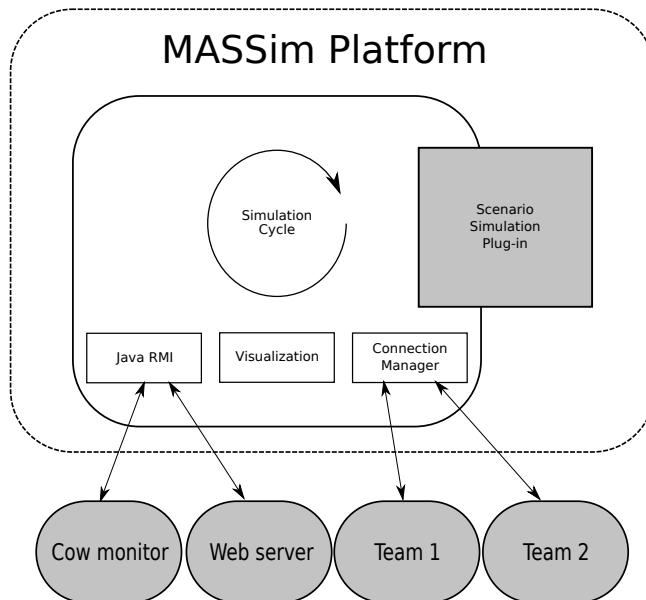 MASSim Platform
Simulation
Cycle
Scenario
Simulation
Plug-in
Java RMI
Visualization
Connection
Manager
Cow monitor
Web server
Team 1
Team 2